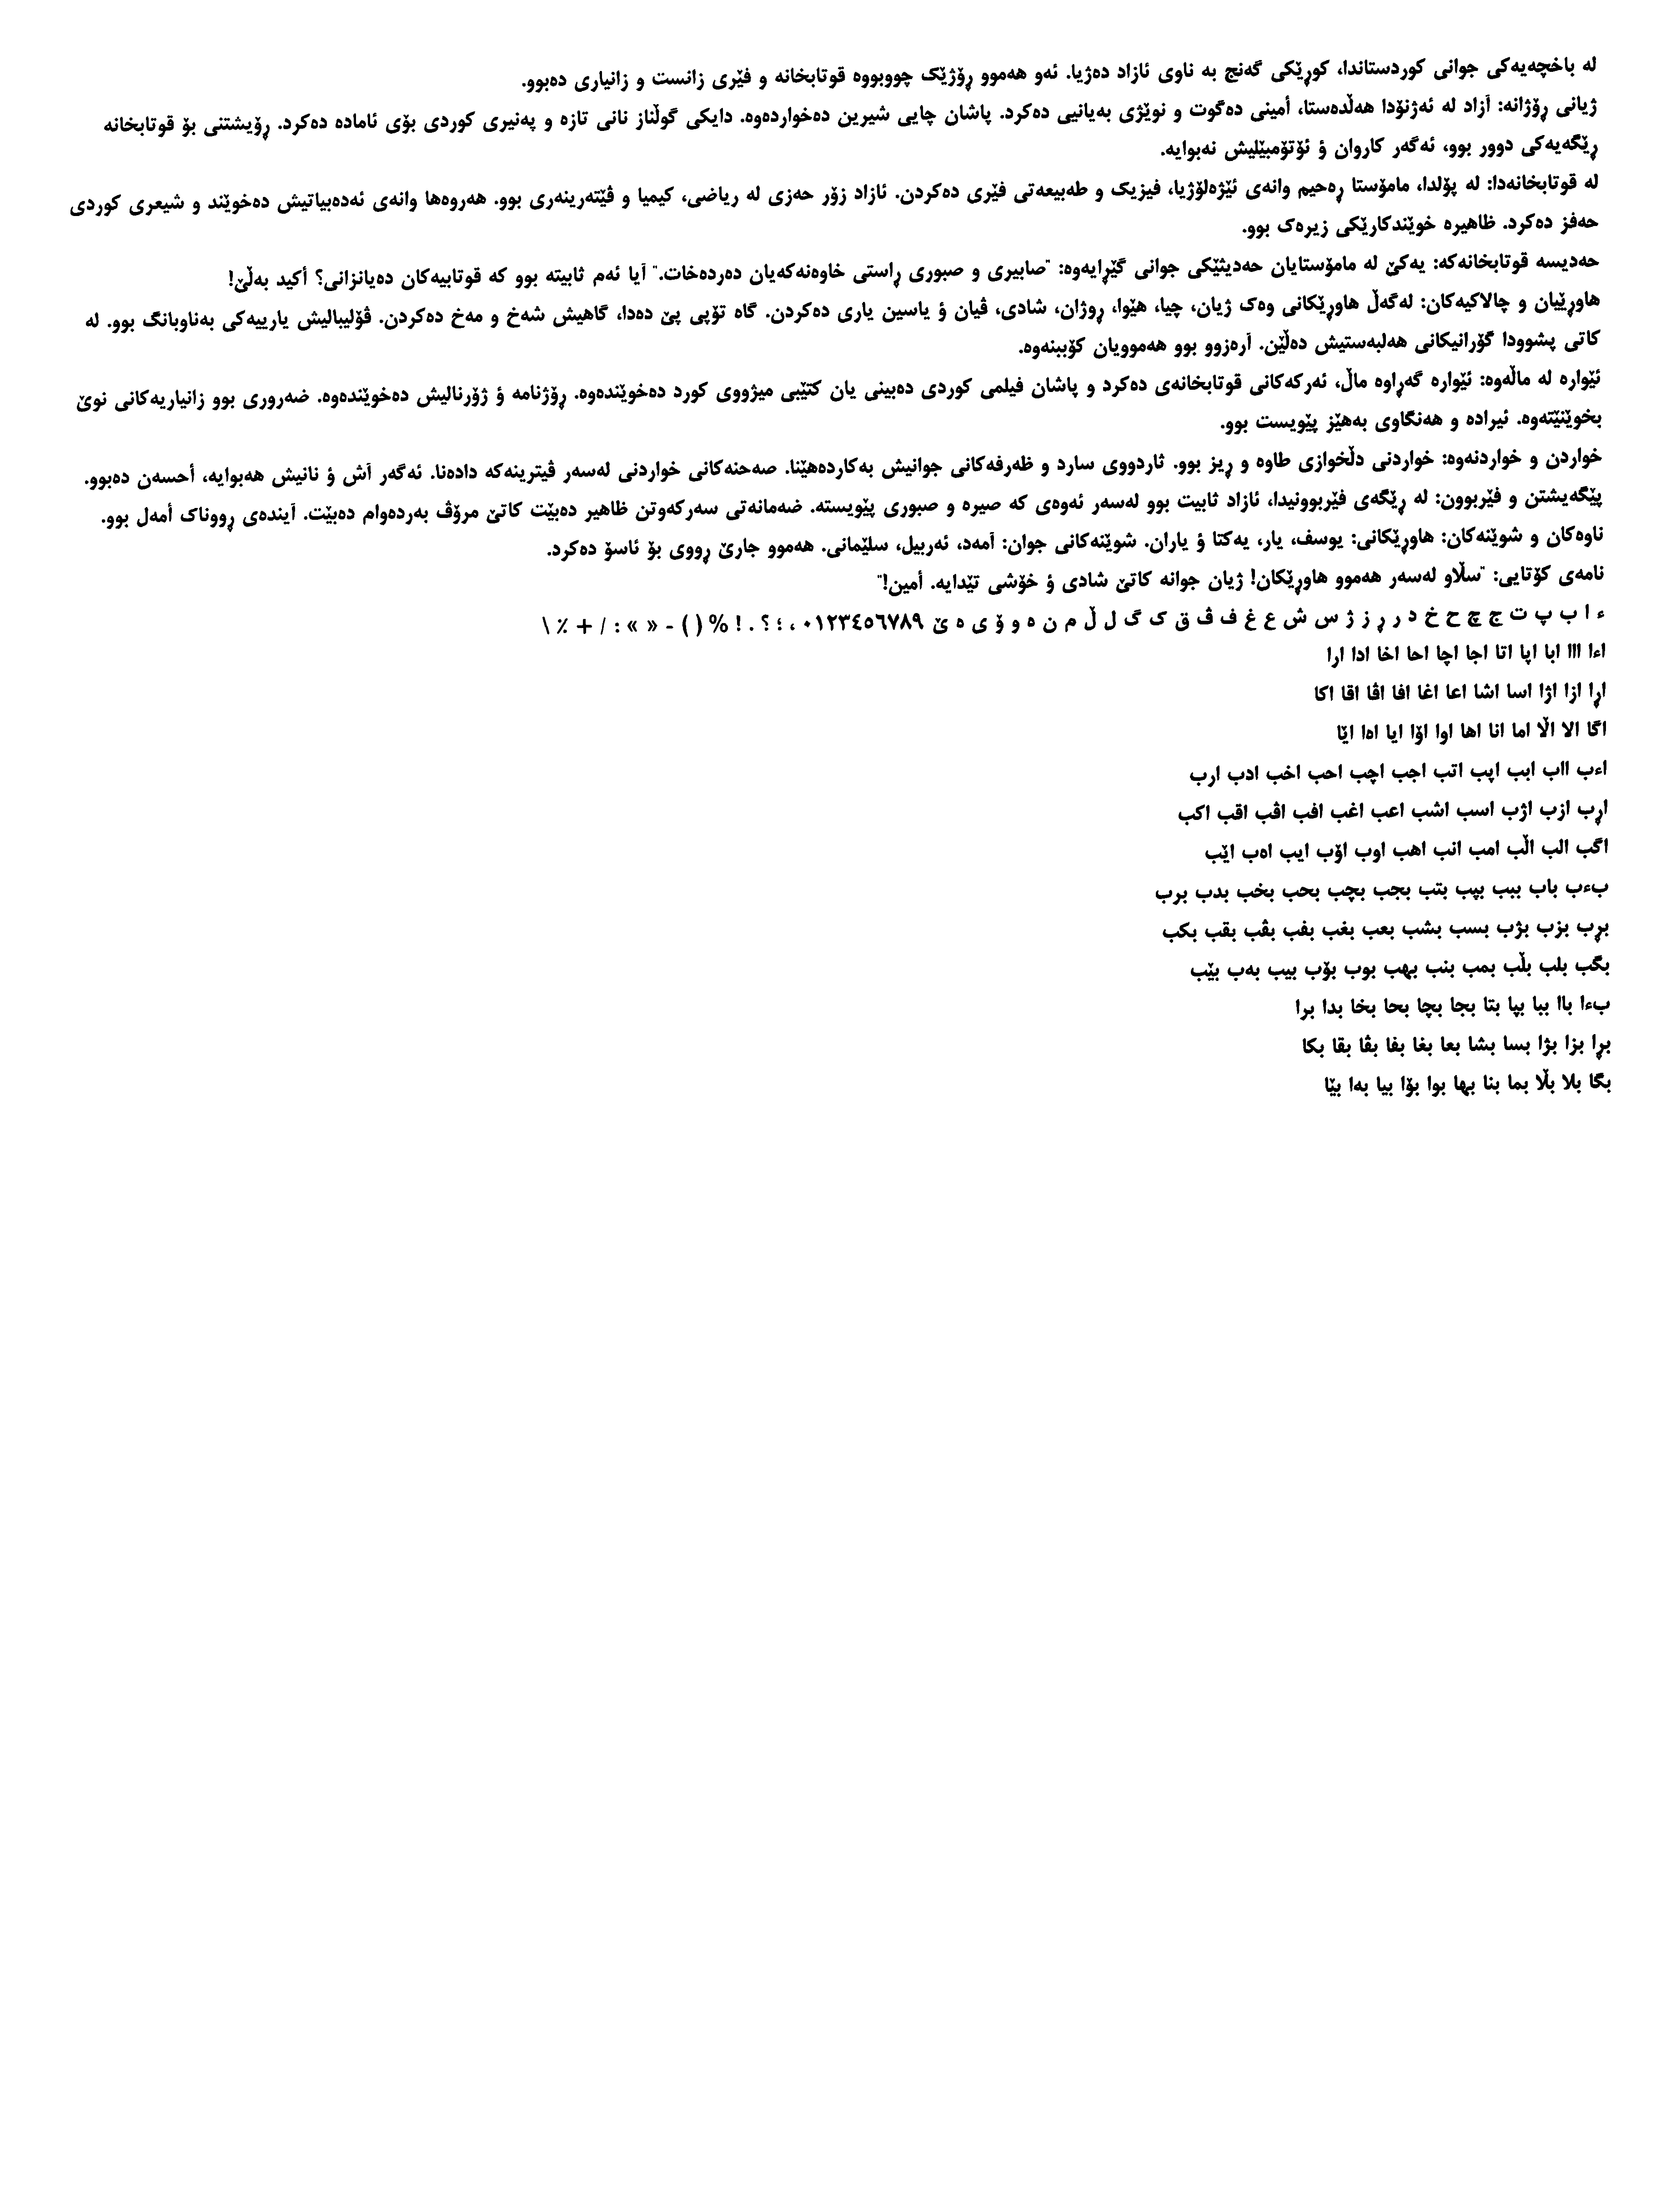 لە باخچەیەکی جوانی کوردستاندا، کوڕێکی گەنج بە ناوی ئازاد دەژیا. ئەو هەموو ڕۆژێک چووبووە قوتابخانە و فێری زانست و زانیاری دەبوو.
ژیانی ڕۆژانە: آزاد لە ئەژنۆدا هەڵدەستا، أمینی دەگوت و نوێژی بەیانیی دەکرد. پاشان چایی شیرین دەخواردەوە. دایکی گوڵناز نانی تازە و پەنیری کوردی بۆی ئامادە دەکرد. ڕۆیشتنی بۆ قوتابخانە
ڕێگەیەکی دوور بوو، ئەگەر کاروان ؤ ئۆتۆمبێلیش نەبوایە.
لە قوتابخانەدا: لە پۆلدا، مامۆستا ڕەحیم وانەی ئێژەلۆژیا، فیزیک و طەبیعەتی فێری دەکردن. ئازاد زۆر حەزی لە ریاضی، کیمیا و ڤێتەرینەری بوو. هەروەها وانەی ئەدەبیاتیش دەخوێند و شیعری کوردی
حەفز دەکرد. ظاهیرە خوێندکارێکی زیرەک بوو.
حەدیسە قوتابخانەکە: یەکێ لە مامۆستایان حەدیثێکی جوانی گێڕایەوە: "صابیری و صبوری ڕاستی خاوەنەکەیان دەردەخات." آیا ئەم ثابیتە بوو کە قوتابیەکان دەیانزانی؟ أکید بەڵێ!
هاوڕێیان و چالاکیەکان: لەگەڵ هاوڕێکانی وەک ژیان، چیا، هێوا، ڕوژان، شادی، ڤیان ؤ یاسین یاری دەکردن. گاە تۆپی پێ دەدا، گاهیش شەخ و مەخ دەکردن. ڤۆلیبالیش یارییەکی بەناوبانگ بوو. لە
کاتی پشوودا گۆرانیکانی هەلبەستیش دەڵێن. آرەزوو بوو هەموویان کۆببنەوە.
ئێوارە لە ماڵەوە: ئێوارە گەڕاوە ماڵ، ئەرکەکانی قوتابخانەی دەکرد و پاشان فیلمی کوردی دەبینی یان کتێبی میژووی کورد دەخوێندەوە. ڕۆژنامە ؤ ژۆرنالیش دەخوێندەوە. ضەروری بوو زانیاریەکانی نوێ
بخوێنێتەوە. ئیرادە و هەنگاوی بەهێز پێویست بوو.
خواردن و خواردنەوە: خواردنی دڵخوازی طاوە و ڕیز بوو. ثاردووی سارد و ظەرفەکانی جوانیش بەکاردەهێنا. صەحنەکانی خواردنی لەسەر ڤیترینەکە دادەنا. ئەگەر آش ؤ نانیش هەبوایە، أحسەن دەبوو.
پێگەیشتن و فێربوون: لە ڕێگەی فێربوونیدا، ئازاد ثابیت بوو لەسەر ئەوەی کە صیرە و صبوری پێویستە. ضەمانەتی سەرکەوتن ظاهیر دەبێت کاتێ مرۆڤ بەردەوام دەبێت. آیندەی ڕووناک أمەل بوو.
ناوەکان و شوێنەکان: هاوڕێکانی: یوسف، یار، یەکتا ؤ یاران. شوێنەکانی جوان: آمەد، ئەربیل، سلێمانی. هەموو جارێ ڕووی بۆ ئاسۆ دەکرد.
نامەی کۆتایی: "سڵاو لەسەر هەموو هاوڕێکان! ژیان جوانە کاتێ شادی ؤ خۆشی تێدایە. أمین!"
ء ا ب پ ت ج چ ح خ د ر ڕ ز ژ س ش ع غ ف ڤ ق ک گ ل ڵ م ن ە و ۆ ی ە ێ ٠١٢٣٤٥٦٧٨٩ ، ؛ ؟ . ! % ( ) - « » : / + ٪ \
اءا ااا ابا اپا اتا اجا اچا احا اخا ادا ارا
اڕا ازا اژا اسا اشا اعا اغا افا اڤا اقا اکا
اگا الا اڵا اما انا اها اوا اۆا ایا اەا اێا
اءب ااب ابب اپب اتب اجب اچب احب اخب ادب ارب
اڕب ازب اژب اسب اشب اعب اغب افب اڤب اقب اکب
اگب الب اڵب امب انب اهب اوب اۆب ایب اەب اێب
بءب باب ببب بپب بتب بجب بچب بحب بخب بدب برب
بڕب بزب بژب بسب بشب بعب بغب بفب بڤب بقب بکب
بگب بلب بڵب بمب بنب بهب بوب بۆب بیب بەب بێب
بءا باا ببا بپا بتا بجا بچا بحا بخا بدا برا
بڕا بزا بژا بسا بشا بعا بغا بفا بڤا بقا بکا
بگا بلا بڵا بما بنا بها بوا بۆا بیا بەا بێا